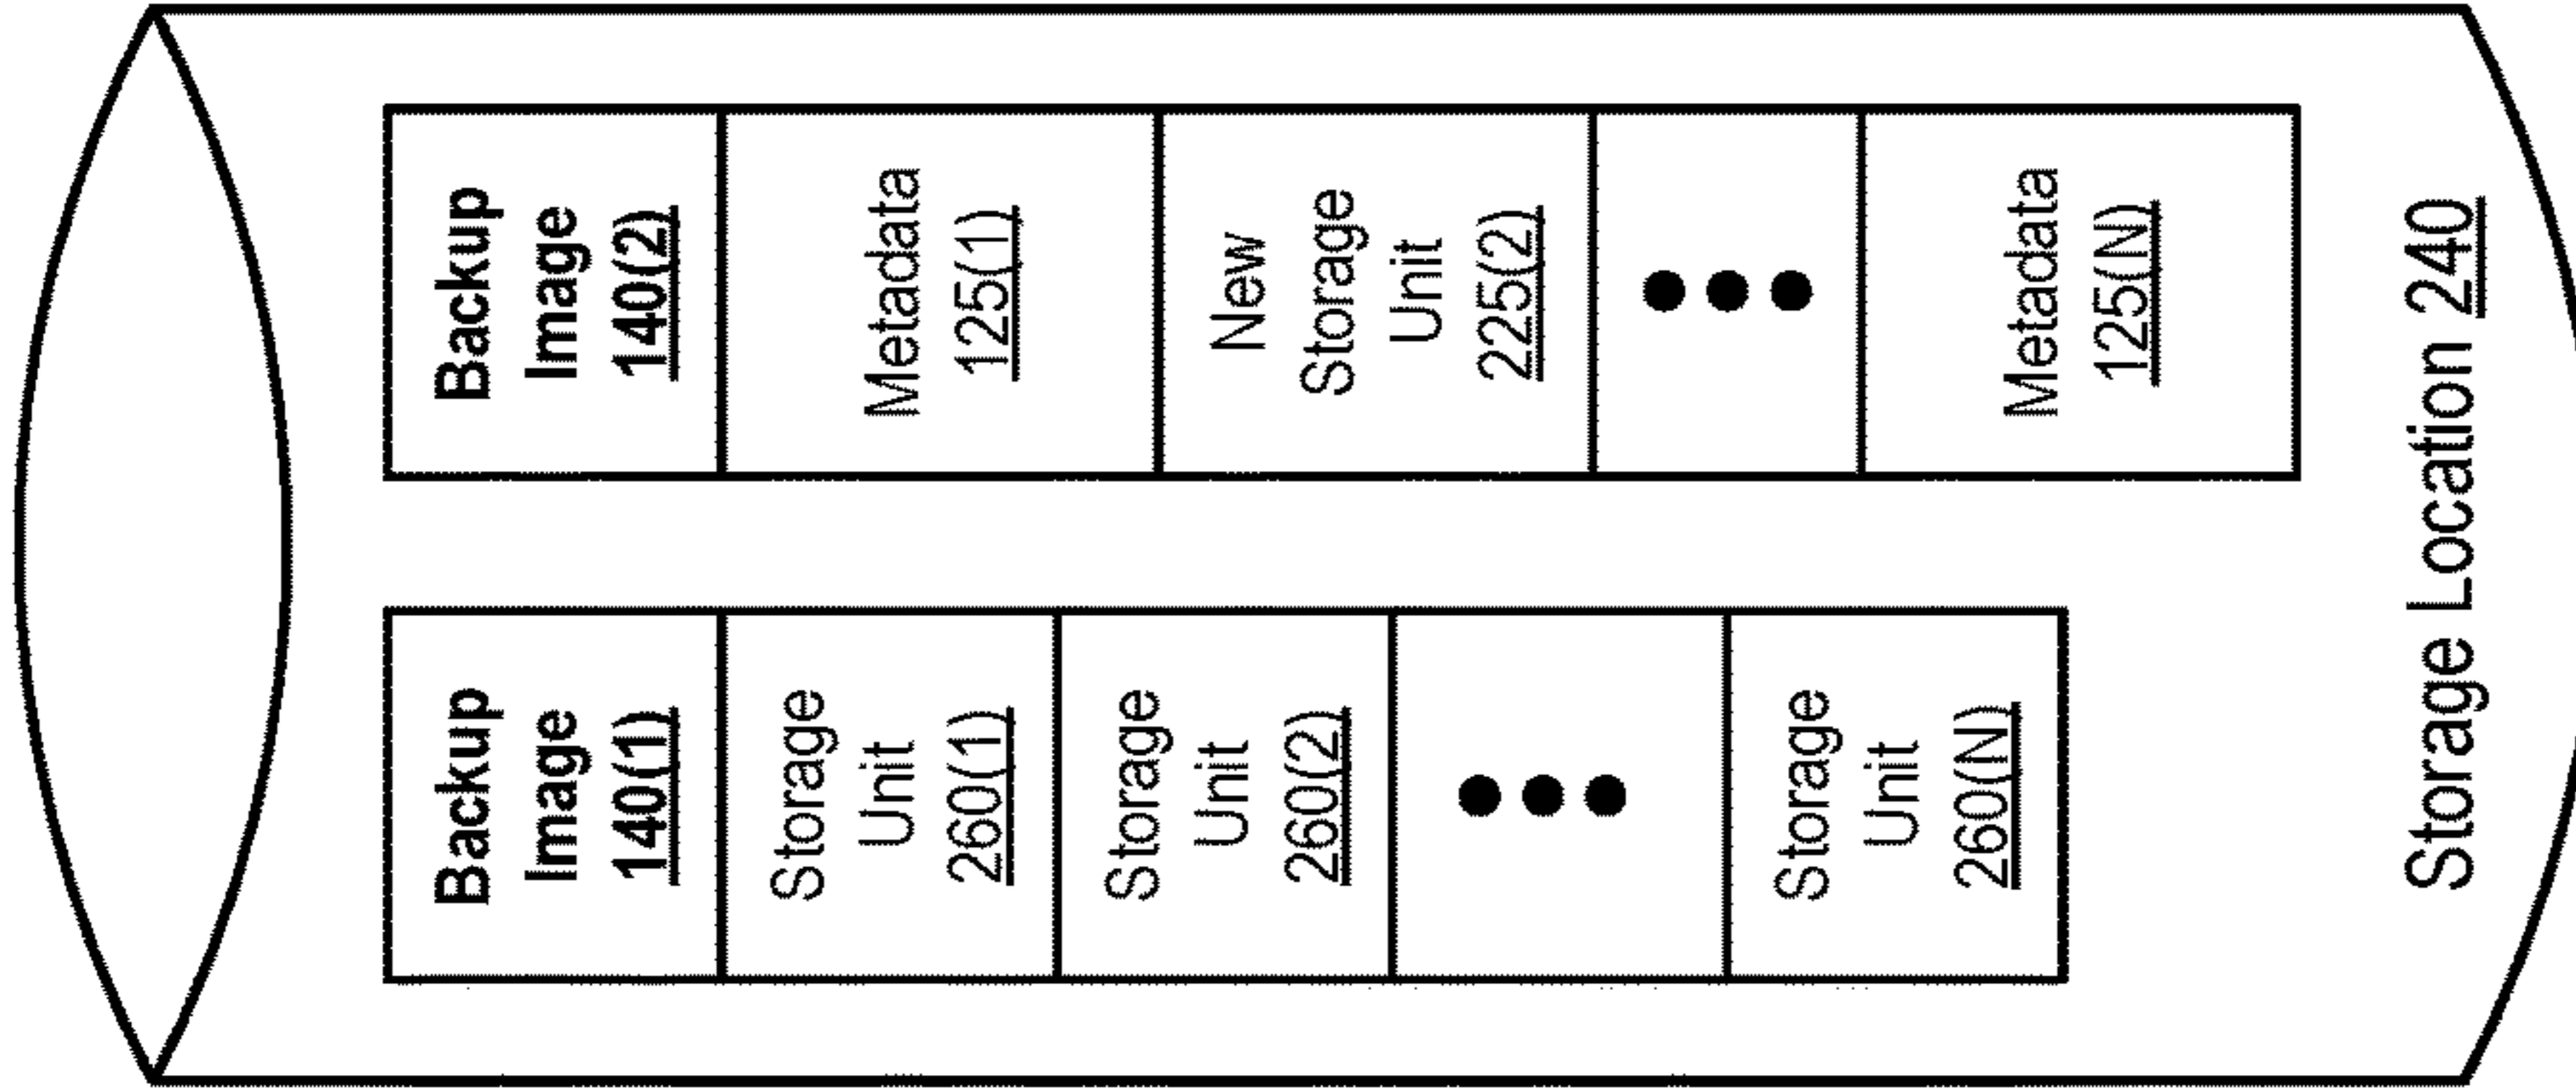 Backup
Image
140(1)
Storage
Unit
260(1)
Storage
Unit
260(2)
Storage
Unit
260(N)
Backup
Image
140(2)
Metadata
125(1)
New
Storage
Unit
225(2)
Metadata
125(N)
Storage Location 240